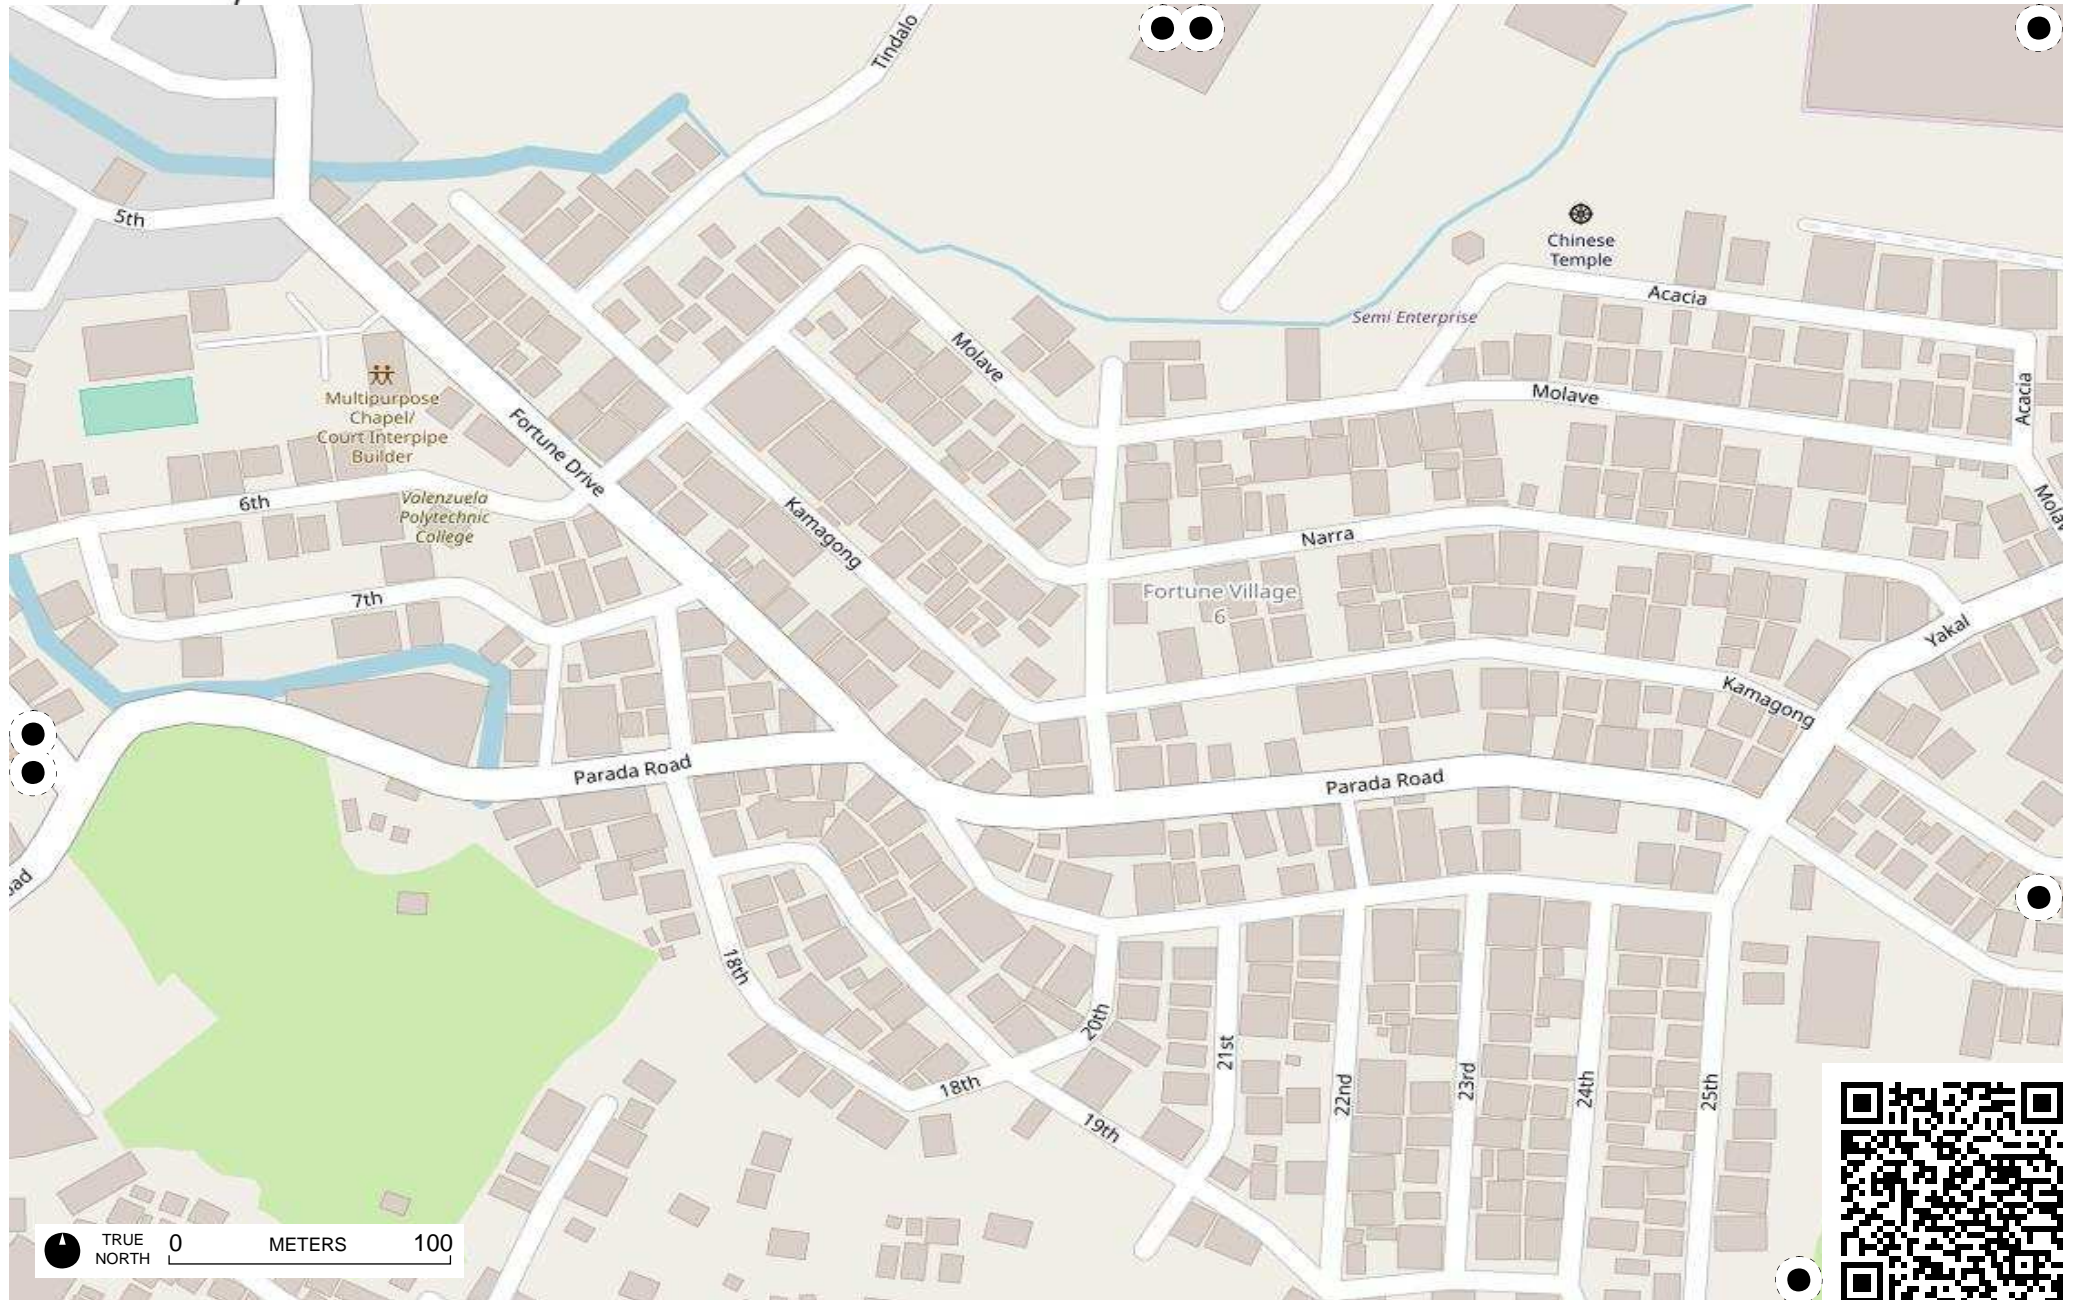 Tindalo
5th
Chinese
Temple
Acacia
Semi Enterprise
Molave
Molave
Acacia
Multipurpose
Chapel/
Court Interpipe
Builder
Fortune Drive
6th
Valenzuela
Polytechnic
College
Kamagong
Narra
Molav
Fortune Village
6
7th
Yakal
Kamagong
Parada Road
Parada Road
oad
18th
20th
21st
18th
22nd
23rd
24th
25th
19th
TRUE
NORTH
0 METERS 100